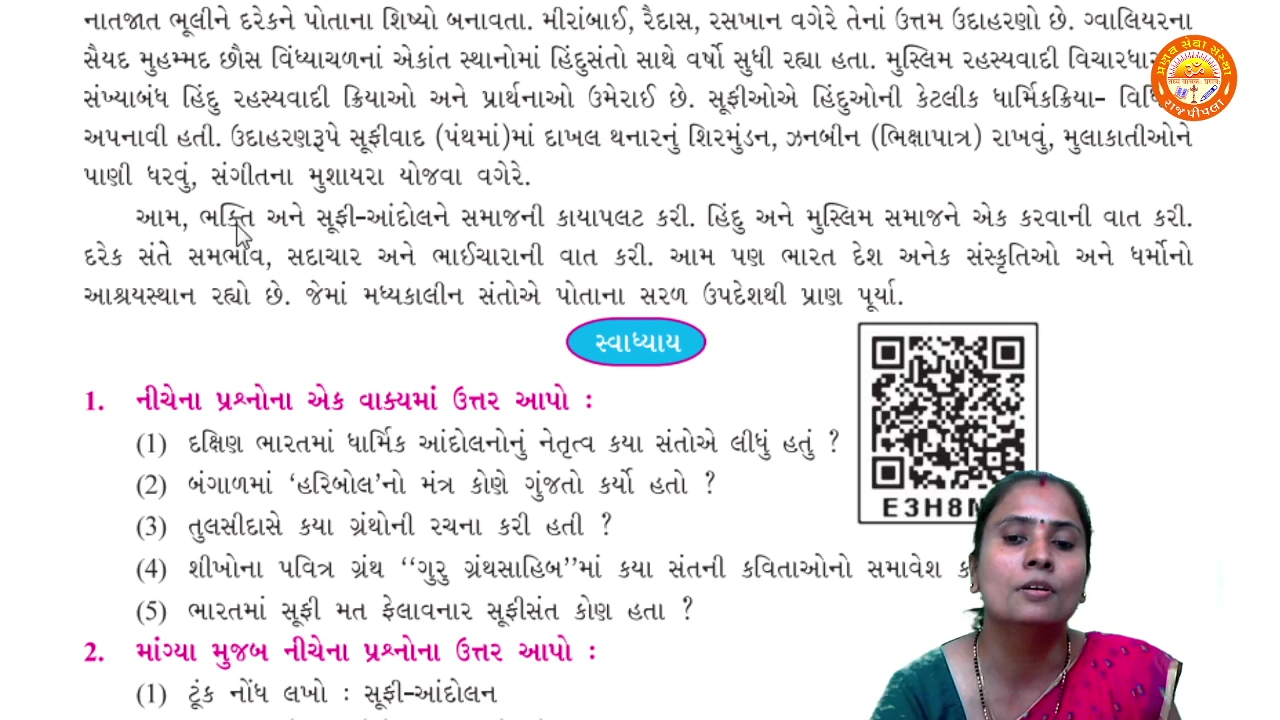 નાતજાત ભૂલીને દરેકને પોતાના શિષ્યો બનાવતા. મીરાંબાઈ, રૈદાસ, રસખાન વગેરે તેનાં ઉત્તમ ઉદાહરણો છે. ગ્વાલિયરના
સૈયદ મુહમ્મદ છૌસ વિંધ્યાચળનાં એકાંત સ્થાનોમાં હિંદુસંતો સાથે વર્ષો સુધી રહ્યા હતા. મુસ્લિમ રહસ્યવાદી
સંખ્યાબંધ હિંદુ રહસ્યવાદી ક્રિયાઓ અને પ્રાર્થનાઓ ઉમેરાઈ છે. સૂફીઓએ હિંદુઓની કેટલીક ધાર્મિકક્રિયા-
અપનાવી હતી. ઉદાહરણરૂપે સૂફીવાદ (પંથમાં)માં દાખલ થનારનું શિરમુંડન, ઝનબીન (ભિક્ષાપાત્ર) રાખવું, મુલાકાતીઓને
પાણી ધરવું, સંગીતના મુશાયરા યોજવા વગેરે.
આમ, ભક્તિ અને સૂફી-આંદોલને સમાજની કાયાપલટ કરી. હિંદુ અને મુસ્લિમ સમાજને એક કરવાની વાત કરી.
દરેક સંતે સમભાવ, સદાચાર અને ભાઈચારાની વાત કરી. આમ પણ ભારત દેશ અનેક સંસ્કૃતિઓ અને ધર્મોનો
આશ્રયસ્થાન રહ્યો છે. જેમાં મધ્યકાલીન સંતોએ પોતાના સરળ ઉપદેશથી પ્રાણ પૂર્યા.
સ્વાધ્યાય
1. નીચેના પ્રશ્નોના એક વાક્યમાં ઉત્તર આપો :
(1) દક્ષિણ ભારતમાં ધાર્મિક આંદોલનોનું નેતૃત્વ કયા સંતોએ લીધું હતું ?
(2) બંગાળમાં ‘હરિબોલ’નો મંત્ર કોણે ગુંજતો કર્યો હતો ?
(3) તુલસીદાસે કયા ગ્રંથોની રચના કરી હતી ?
(4) શીખોના પવિત્ર ગ્રંથ ‘‘ગુરુ ગ્રંથસાહિબ’’માં કયા સંતની કવિતાઓનો સમાવેશ
(5) ભારતમાં સૂફી મત ફેલાવનાર સૂફીસંત કોણ હતા ?
2. માંગ્યા મુજબ નીચેના પ્રશ્નોના ઉત્તર આપો :
(1) ટૂંક નોંધ લખો : સૂફી-આંદોલન
E3H8
પ્રણવ સેવા સંસ્થા
રાજપીપલા